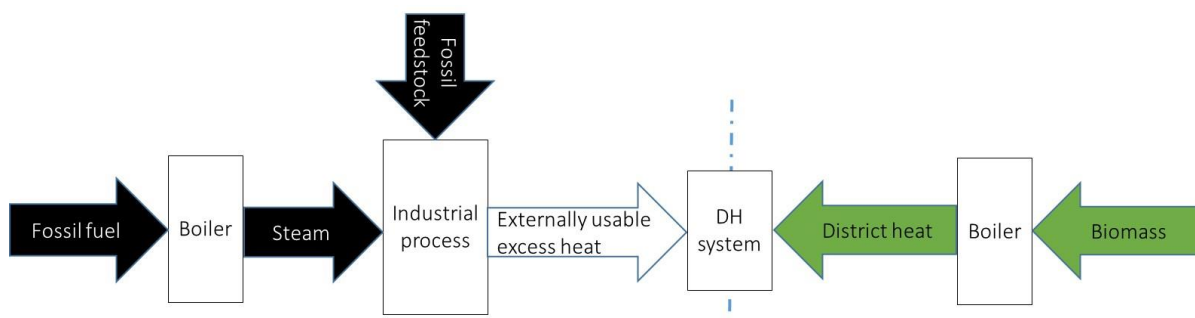 Fossil
feedstock
Fossil fuel
Boiler
Steam
Industrial
process
Externally usable
excess heat
DH
system
District heat
Boiler
Biomass